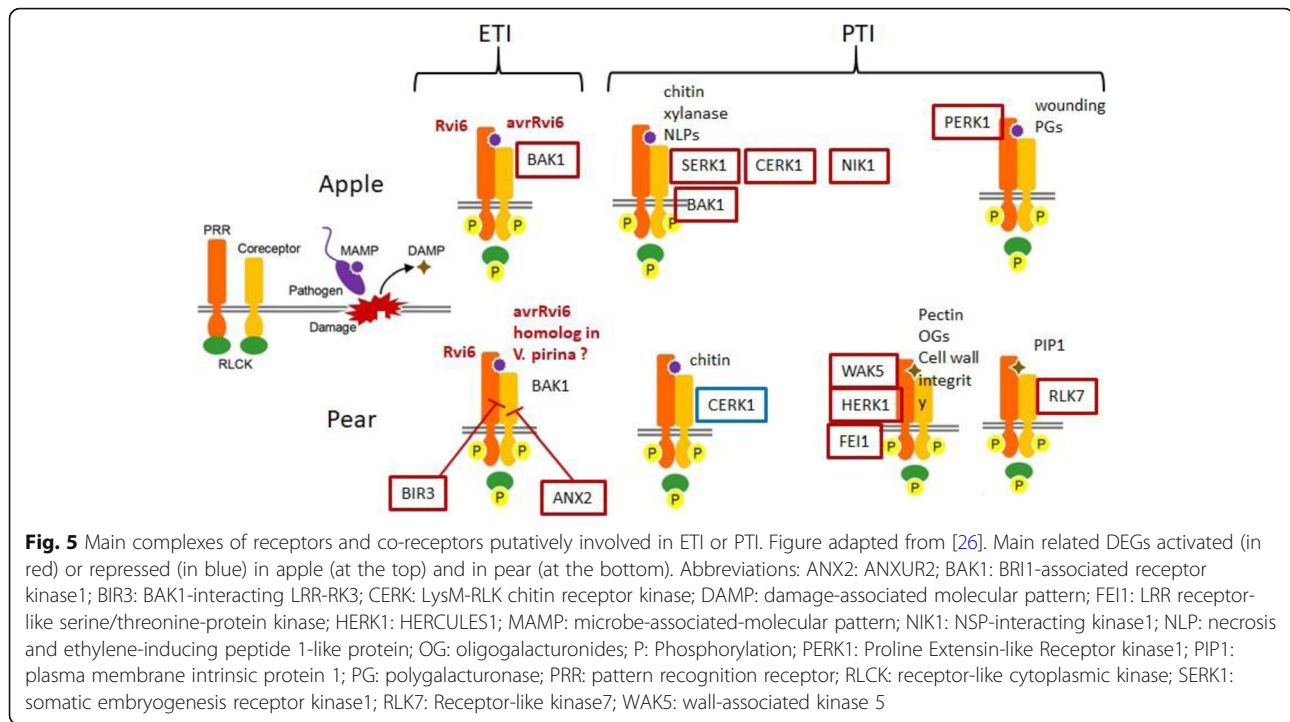 ETI
PTI
Apple
Rvi6
avrRvi6
BAK1
P
P
P
chitin
xylanase
NLPs
SERK1
CERK1
NIK1
BAK1
P
P
P
PERK1
wounding
PGs
P
P
P
PRR
Coreceptor
MAMP
DAMP
Pathogen
Damage
RLCK
Pear
Rvi6
avrRvi6
homolog in
V. pirina ?
BAK1
P
P
P
BIR3
ANX2
chitin
CERK1
P
P
P
Pectin
OGs
Cell wall
integrit
y
WAK5
HERK1
FEI1
P
P
P
PIP1
RLK7
P
P
P
Fig. 5 Main complexes of receptors and co-receptors putatively involved in ETI or PTI. Figure adapted from [26]. Main related DEGs activated (in
red) or repressed (in blue) in apple (at the top) and in pear (at the bottom). Abbreviations: ANX2: ANXUR2; BAK1: BRI1-associated receptor
kinase1; BIR3: BAK1-interacting LRR-RK3; CERK: LysM-RLK chitin receptor kinase; DAMP: damage-associated molecular pattern; FEI1: LRR receptor-
like serine/threonine-protein kinase; HERK1: HERCULES1; MAMP: microbe-associated-molecular pattern; NIK1: NSP-interacting kinase1; NLP: necrosis
and ethylene-inducing peptide 1-like protein; OG: oligogalacturonides; P: Phosphorylation; PERK1: Proline Extensin-like Receptor kinase1; PIP1:
plasma membrane intrinsic protein 1; PG: polygalacturonase; PRR: pattern recognition receptor; RLCK: receptor-like cytoplasmic kinase; SERK1:
somatic embryogenesis receptor kinase1; RLK7: Receptor-like kinase7; WAK5: wall-associated kinase 5